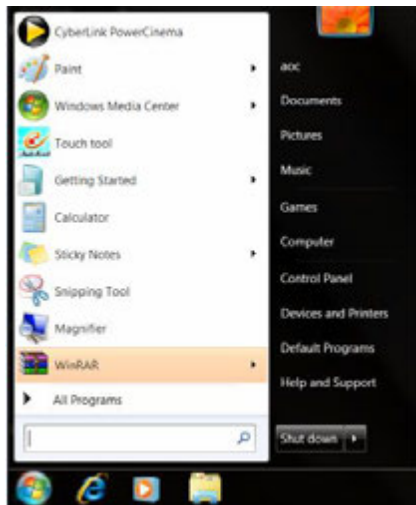 CyberLink PowerCinema
Paint
Windows Media Center
Touch tool
Getting Started
Calculator
Sticky Notes
Snipping Tool
Magnifier
WinRAR
All Programs
aoc
Documents
Pictures
Music
Games
Computer
Control Panel
Devices and Printers
Default Programs
Help and Support
Shut down